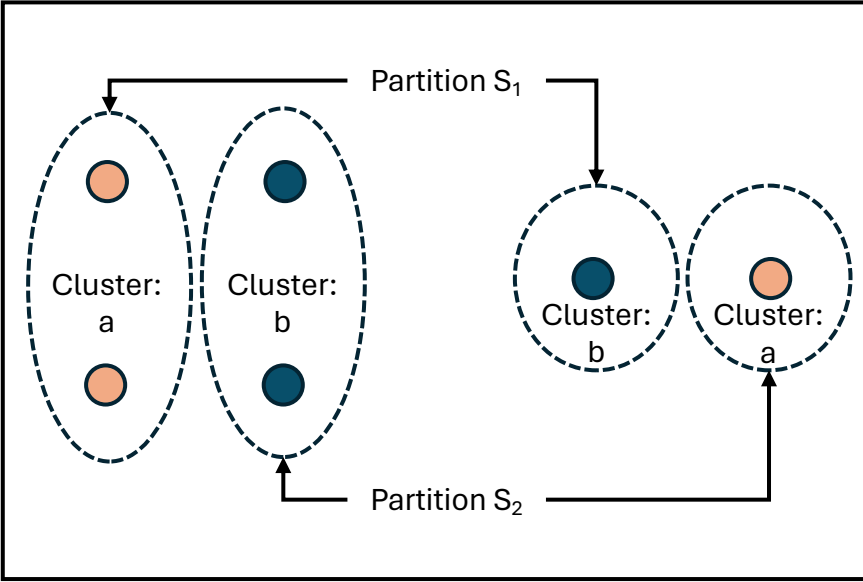 Partition S₁
Cluster:
a
Cluster:
b
Cluster:
b
Cluster:
a
Partition S₂